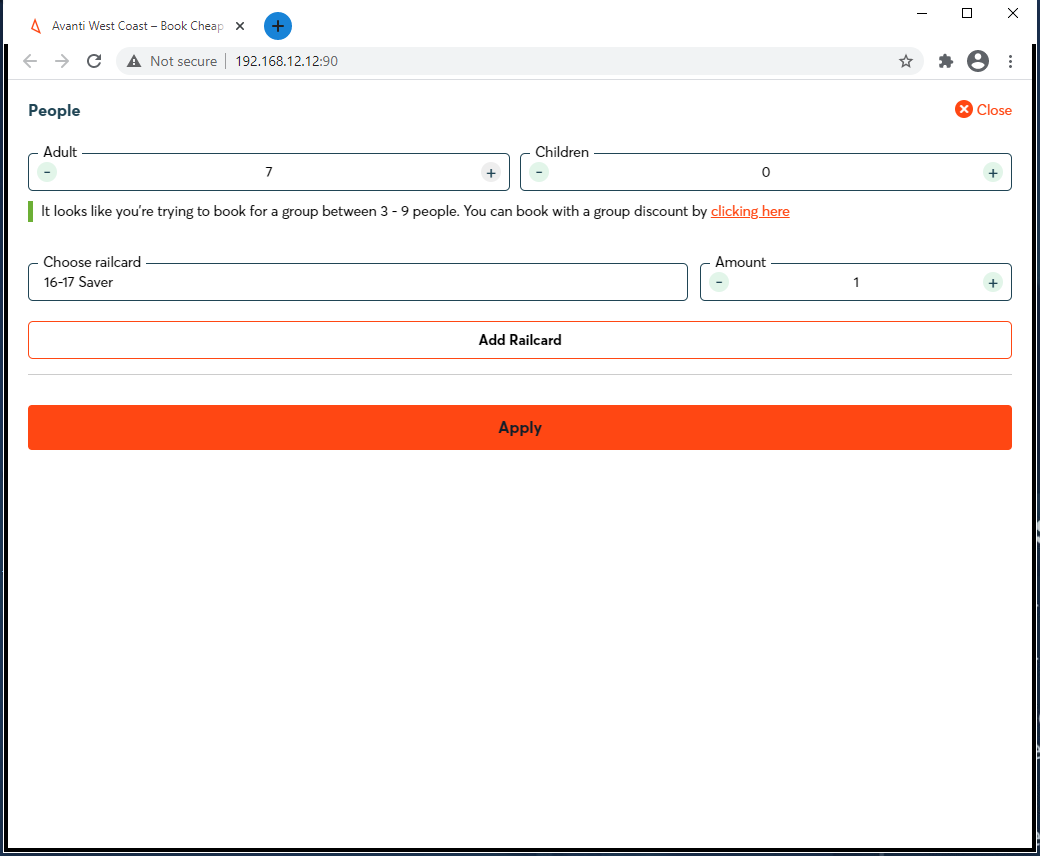 Avanti West Coast – Book Cheap
Not secure 192.168.12.12:90
People
Close
Adult
Children
- 7 +
- 0 +
It looks like you're trying to book for a group between 3 - 9 people. You can book with a group discount by clicking here
Choose railcard
Amount
16-17 Saver
- 1 +
Add Railcard
Apply